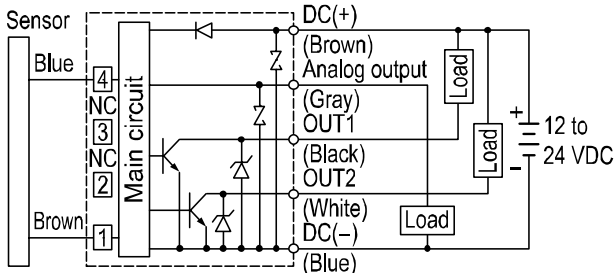 Sensor
Blue
4
NC
3
NC
2
Brown
1
Main circuit
DC(+)
(Brown)
Analog output
(Gray)
OUT1
(Black)
OUT2
(White)
DC(−)
(Blue)
Load
Load
Load
+
12 to
24 VDC
−